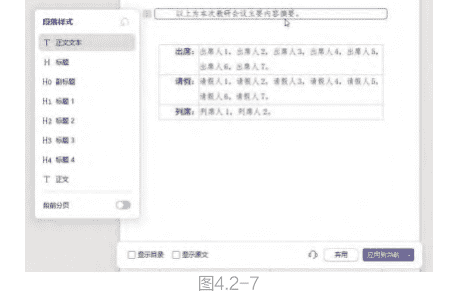 段落样式
T 正文文本
H 标题
H0 副标题
H1 标题 1
H2 标题 2
H3 标题 3
H4 标题 4
T 正文
段前分页
以上为本次教研会议主要内容摘要。
出席：出席人1、出席人2、出席人3、出席人4、出席人5、
出席人6、出席人7。
请假：请假人1、请假人2、请假人3、请假人4、请假人5、
请假人6、请假人7。
列席：列席人1、列席人2。
显示目录 显示原文
弃用
图4.2-7